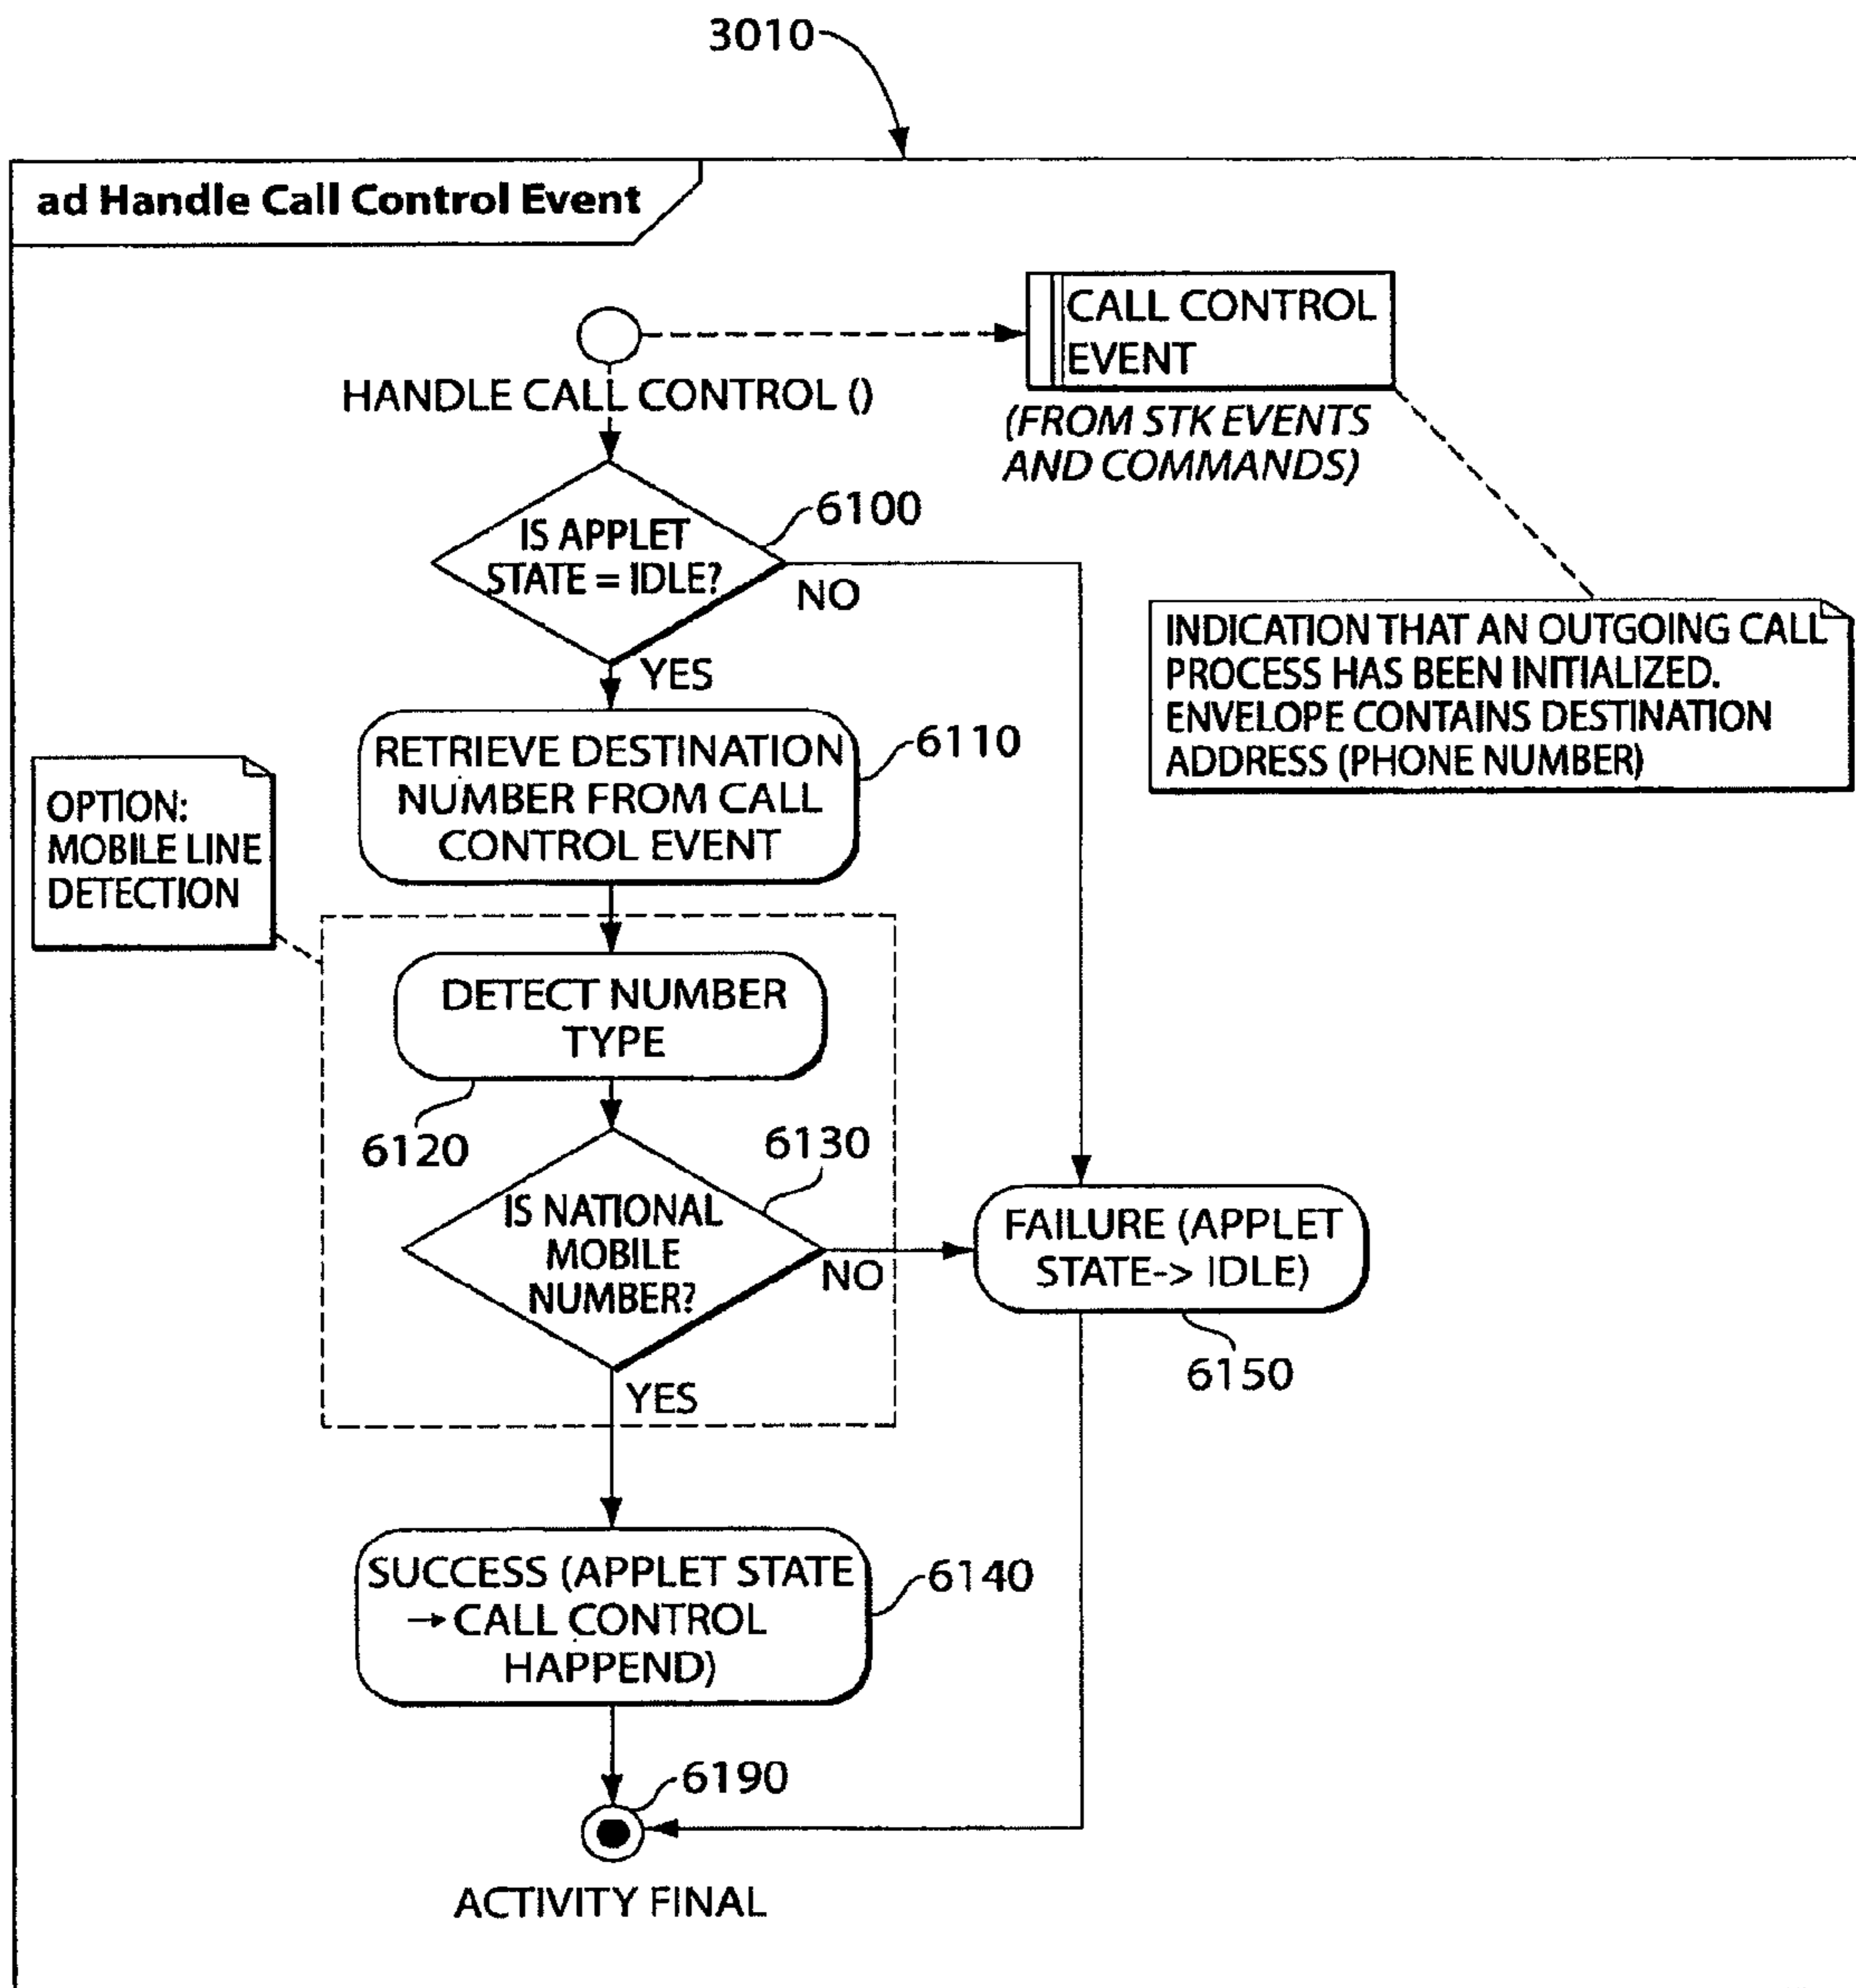 3010
ad Handle Call Control Event
CALL CONTROL
EVENT
HANDLE CALL CONTROL ()
(FROM STK EVENTS
AND COMMANDS)
6100
IS APPLET
STATE = IDLE?
NO
YES
INDICATION THAT AN OUTGOING CALL
PROCESS HAS BEEN INITIALIZED.
ENVELOPE CONTAINS DESTINATION
ADDRESS (PHONE NUMBER)
RETRIEVE DESTINATION
NUMBER FROM CALL
CONTROL EVENT
6110
OPTION:
MOBILE LINE
DETECTION
DETECT NUMBER
TYPE
6120
6130
IS NATIONAL
MOBILE
NUMBER?
NO
YES
FAILURE (APPLET
STATE-> IDLE)
6150
SUCCESS (APPLET STATE
→ CALL CONTROL
HAPPEND)
6140
6190
ACTIVITY FINAL